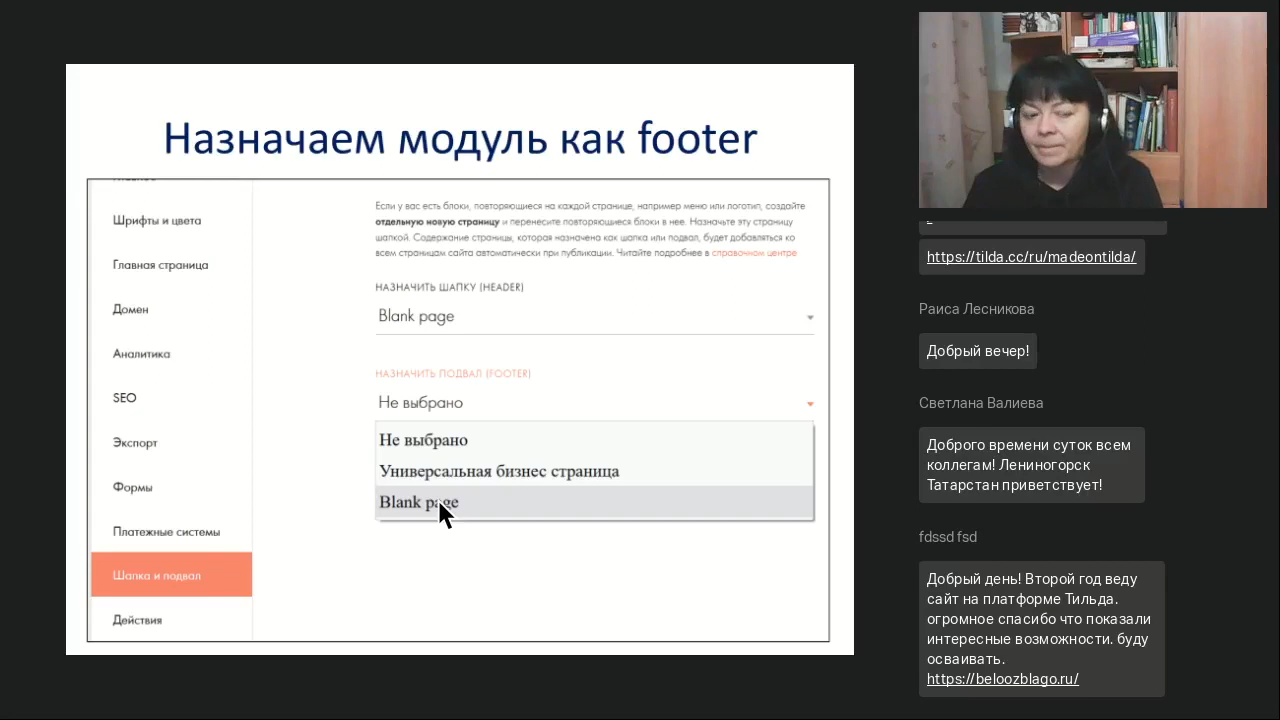 Назначаем модуль как footer
Шрифты и цвета
Главная страница
Домен
Аналитика
SEO
Экспорт
Формы
Платежные системы
Шапка и подвал
Действия
Если у вас есть блоки, повторяющиеся на каждой странице, например меню или логотип, создайте
отдельную новую страницу и перенесите повторяющиеся блоки в нее. Назначьте эту страницу
шапкой. Содержание страницы, которая назначена как шапка или подвал, будет добавляться ко
всем страницам сайта автоматически при публикации. Читайте подробнее в справочном центре
НАЗНАЧИТЬ ШАПКУ (HEADER)
Blank page
НАЗНАЧИТЬ ПОДВАЛ (FOOTER)
Не выбрано
Не выбрано
Универсальная бизнес страница
Blank page
https://tilda.cc/ru/madeontilda/
Раиса Лесникова
Добрый вечер!
Светлана Валиева
Доброго времени суток всем
коллегам! Лениногорск
Татарстан приветствует!
fdssd fsd
Добрый день! Второй год веду
сайт на платформе Тильда.
огромное спасибо что показали
интересные возможности. буду
осваивать.
https://beloozblago.ru/